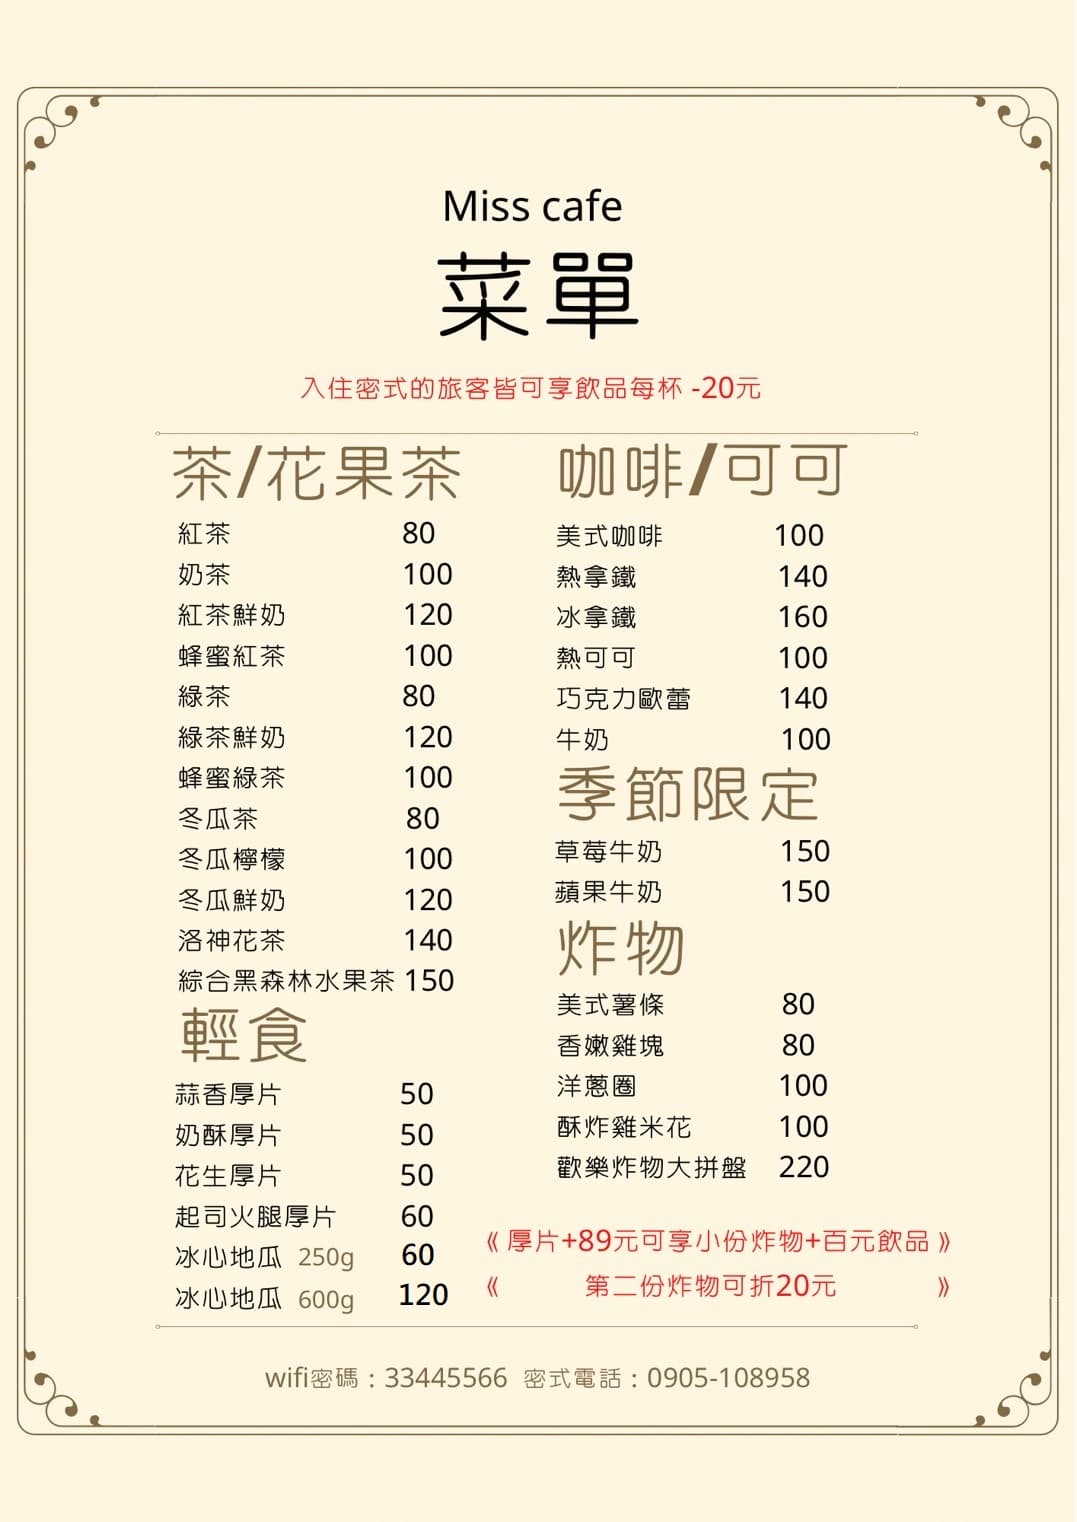 Miss cafe
菜單
入住密式的旅客皆可享飲品每杯 -20元
茶/花果茶
紅茶 80
奶茶 100
紅茶鮮奶 120
蜂蜜紅茶 100
綠茶 80
綠茶鮮奶 120
蜂蜜綠茶 100
冬瓜茶 80
冬瓜檸檬 100
冬瓜鮮奶 120
洛神花茶 140
綜合黑森林水果茶 150
輕食
蒜香厚片 50
奶酥厚片 50
花生厚片 50
起司火腿厚片 60
冰心地瓜 250g 60
冰心地瓜 600g 120
咖啡/可可
美式咖啡 100
熱拿鐵 140
冰拿鐵 160
熱可可 100
巧克力歐蕾 140
牛奶 100
季節限定
草莓牛奶 150
蘋果牛奶 150
炸物
美式薯條 80
香嫩雞塊 80
洋蔥圈 100
酥炸雞米花 100
歡樂炸物大拼盤 220
《 厚片+89元可享小份炸物+百元飲品 》
《 第二份炸物可折20元 》
wifi密碼：33445566 密式電話：0905-108958